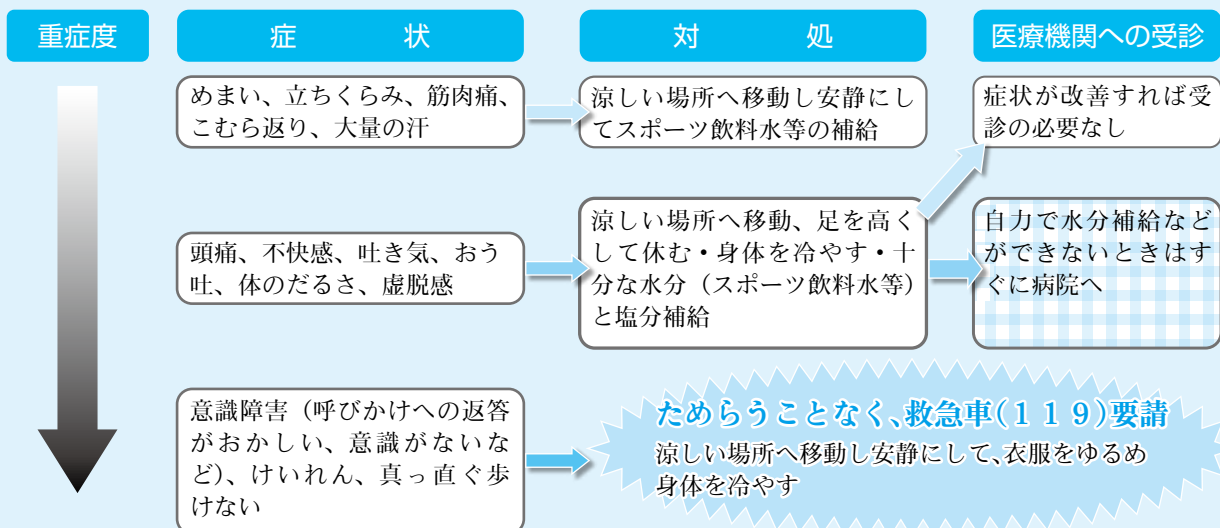 重症度
症状
対処
医療機関への受診
めまい、立ちくらみ、筋肉痛、
こむら返り、大量の汗
涼しい場所へ移動し安静にし
てスポーツ飲料水等の補給
症状が改善すれば受
診の必要なし
頭痛、不快感、吐き気、おう
吐、体のだるさ、虚脱感
涼しい場所へ移動、足を高く
して休む・身体を冷やす・十
分な水分（スポーツ飲料水等）
と塩分補給
自力で水分補給など
ができないときはす
ぐに病院へ
意識障害（呼びかけへの返答
がおかしい、意識がないな
ど）、けいれん、真っ直ぐ歩
けない
ためらうことなく、救急車(１１９)要請
涼しい場所へ移動し安静にして、衣服をゆるめ
身体を冷やす